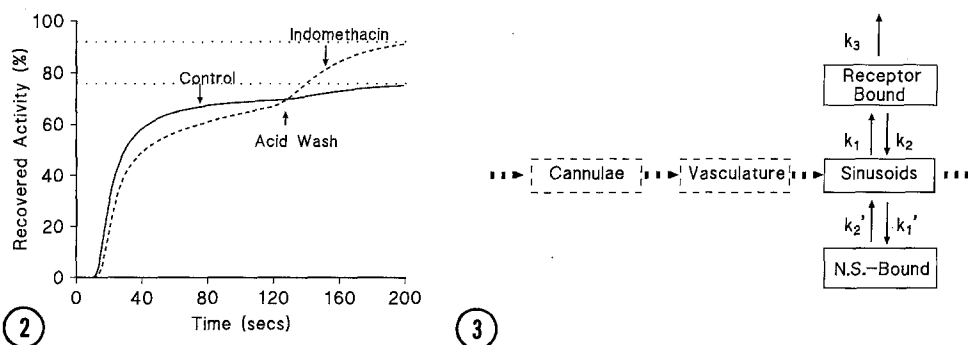 100
80
60
40
20
0
Recovered Activity (%)
Indomethacin
Control
Acid Wash
0 40 80 120 160 200
Time (secs)
2
k3
Receptor
Bound
k1 k2
Cannulae Vasculature Sinusoids
k2' k1'
N.S.-Bound
3